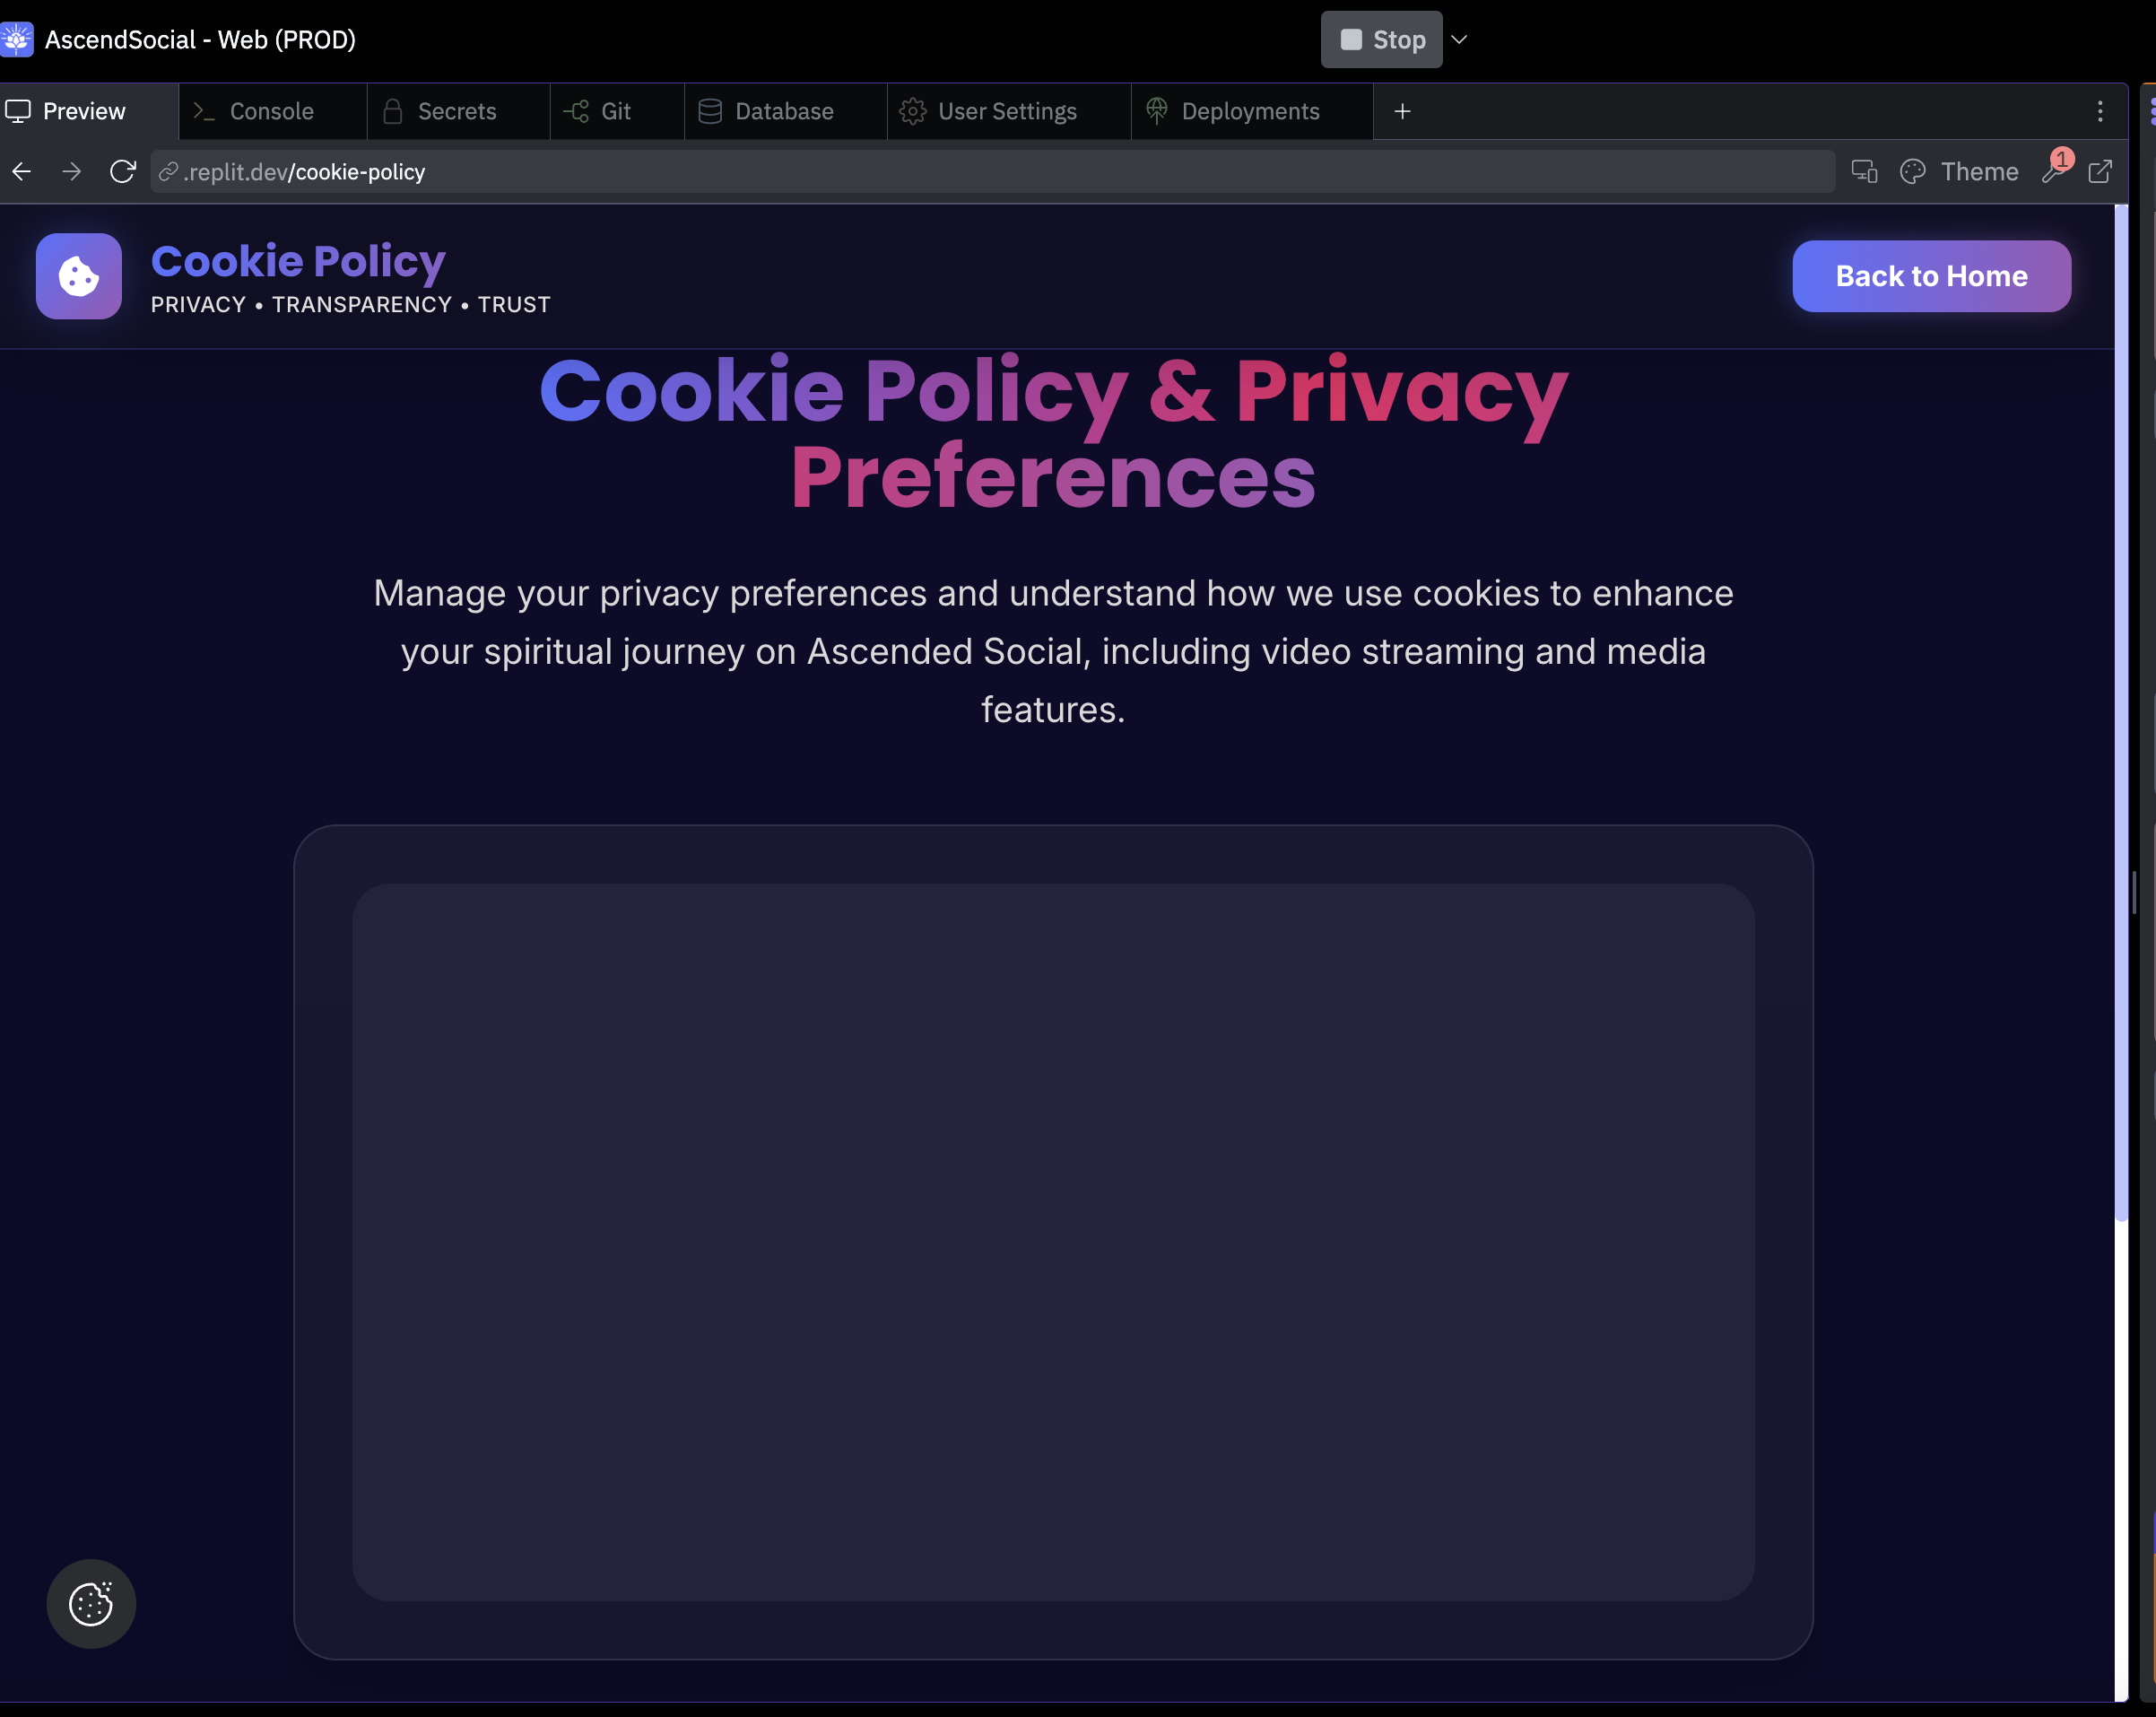 AscendSocial - Web (PROD)
Stop
Preview
Console
Secrets
Git
Database
User Settings
Deployments
.replit.dev/cookie-policy
Theme
1
Cookie Policy
PRIVACY • TRANSPARENCY • TRUST
Back to Home
Cookie Policy & Privacy
Preferences
Manage your privacy preferences and understand how we use cookies to enhance
your spiritual journey on Ascended Social, including video streaming and media
features.